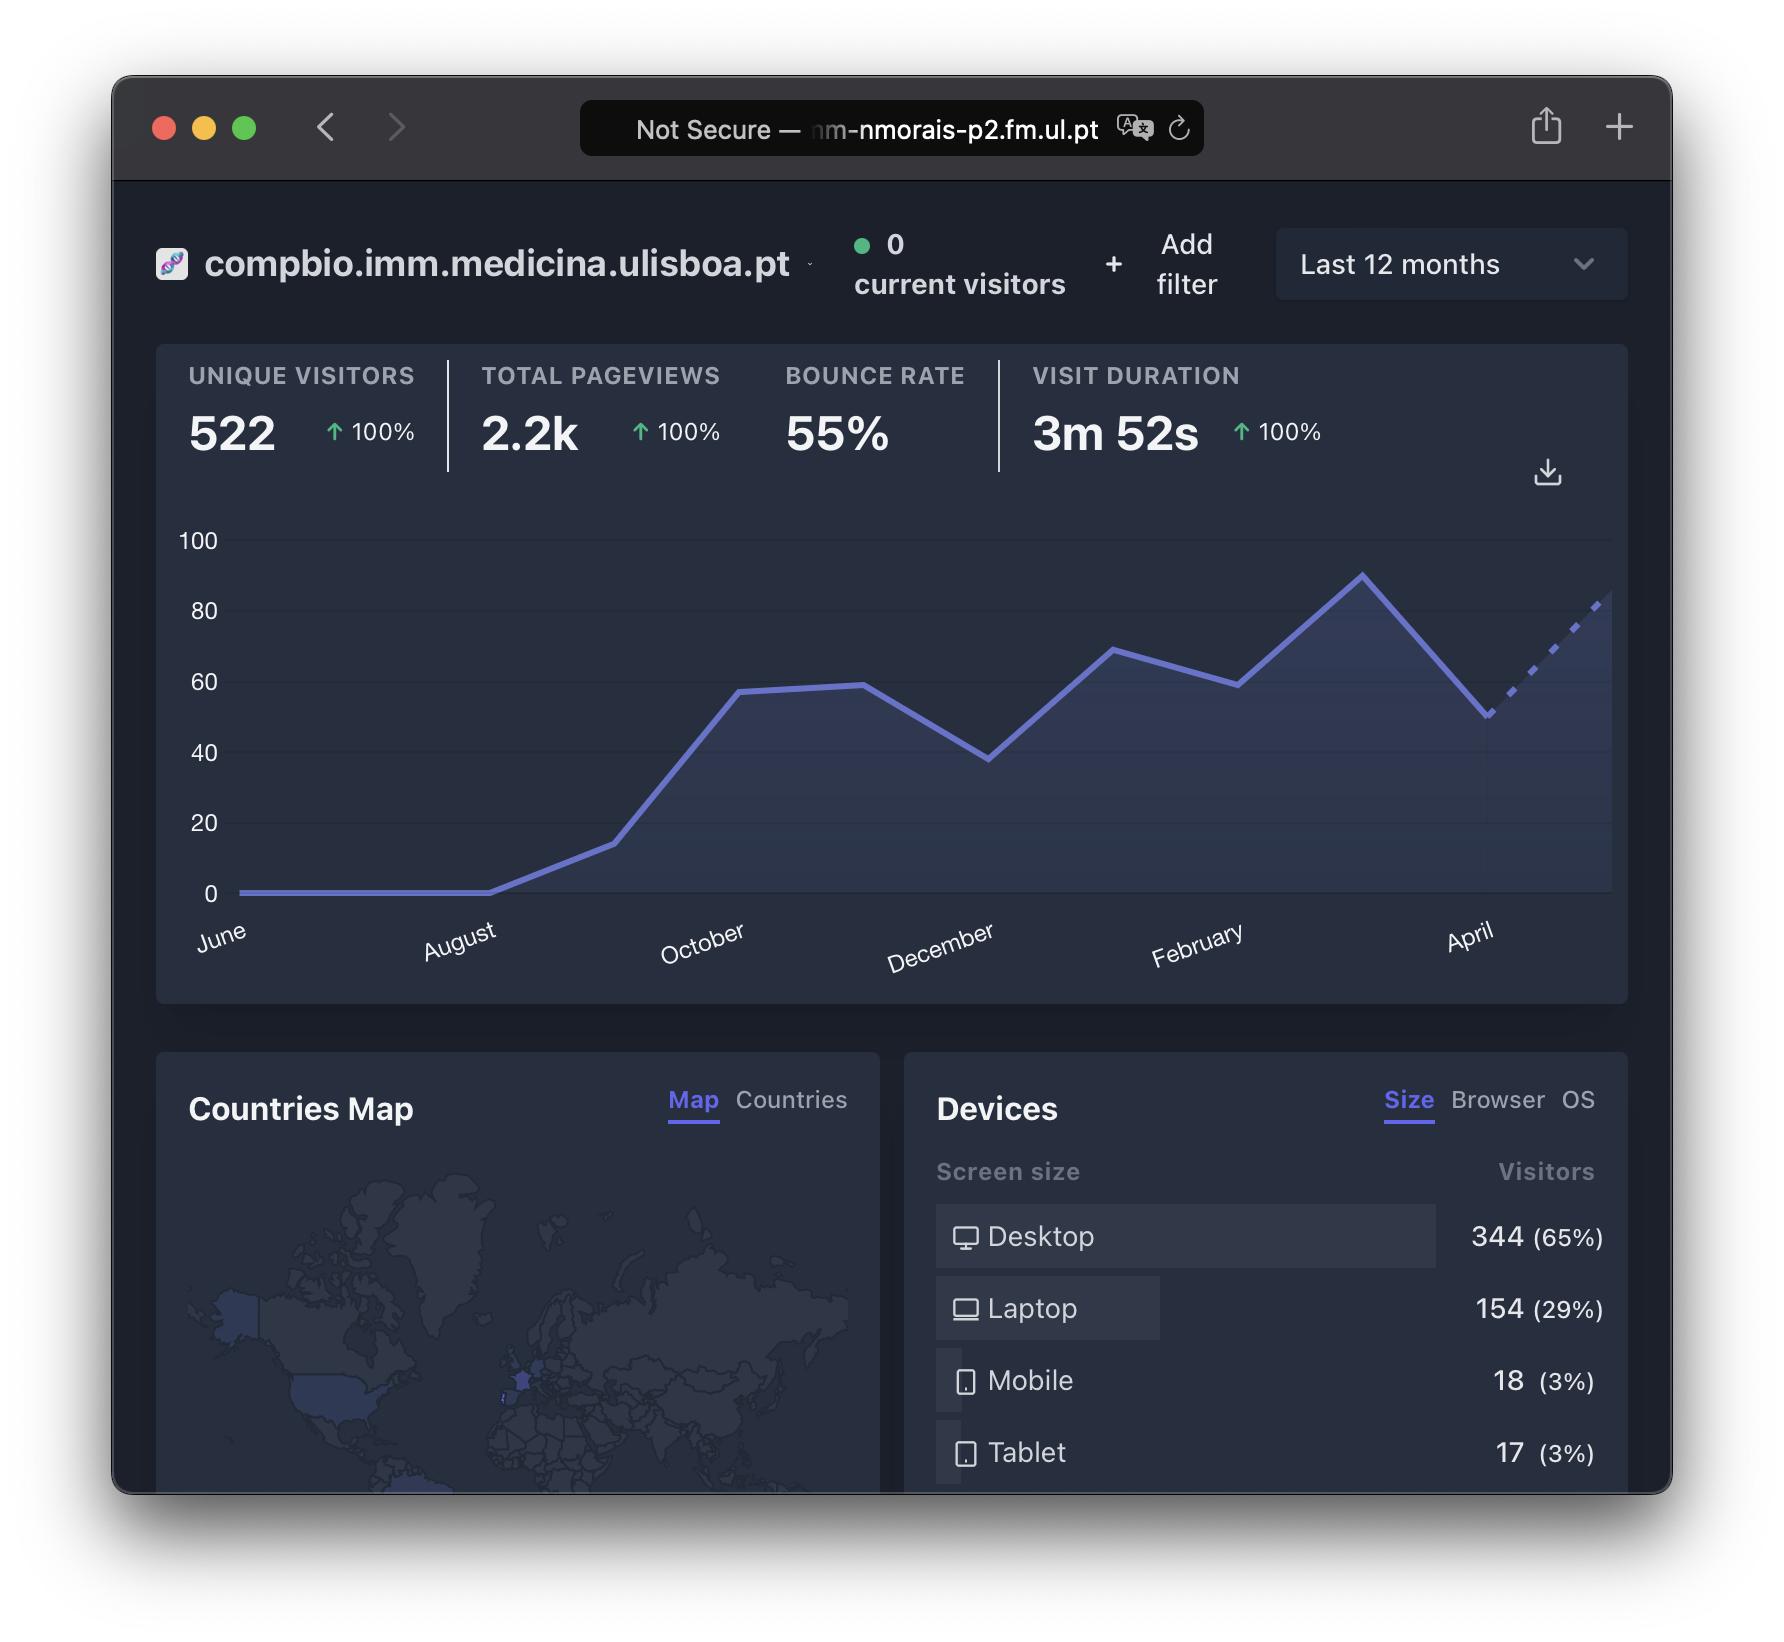 Not Secure — nm-nmorais-p2.fm.ul.pt
compbio.imm.medicina.ulisboa.pt
0
current visitors
+ Add
filter
Last 12 months
UNIQUE VISITORS
522 ↑ 100%
TOTAL PAGEVIEWS
2.2k ↑ 100%
BOUNCE RATE
55%
VISIT DURATION
3m 52s ↑ 100%
100
80
60
40
20
0
June
August
October
December
February
April
Countries Map
Map Countries
Devices
Size Browser OS
Screen size Visitors
Desktop 344 (65%)
Laptop 154 (29%)
Mobile 18 (3%)
Tablet 17 (3%)